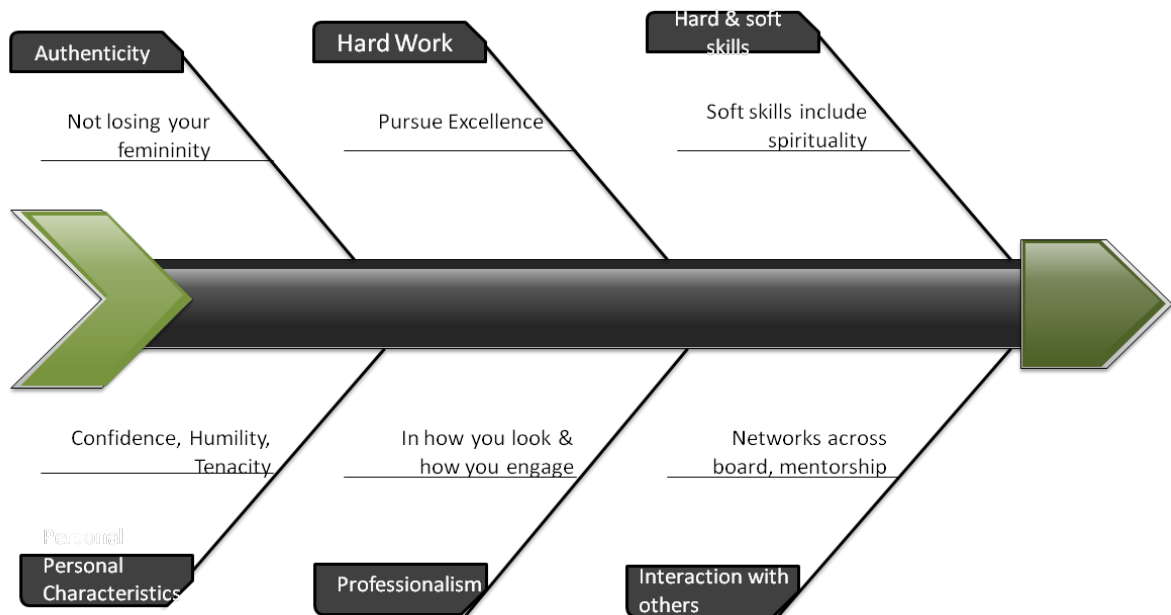 Authenticity
Not losing your
femininity
Hard Work
Pursue Excellence
Hard & soft
skills
Soft skills include
spirituality
Confidence, Humility,
Tenacity
Personal
Personal
Characteristics
In how you look &
how you engage
Professionalism
Networks across
board, mentorship
Interaction with
others